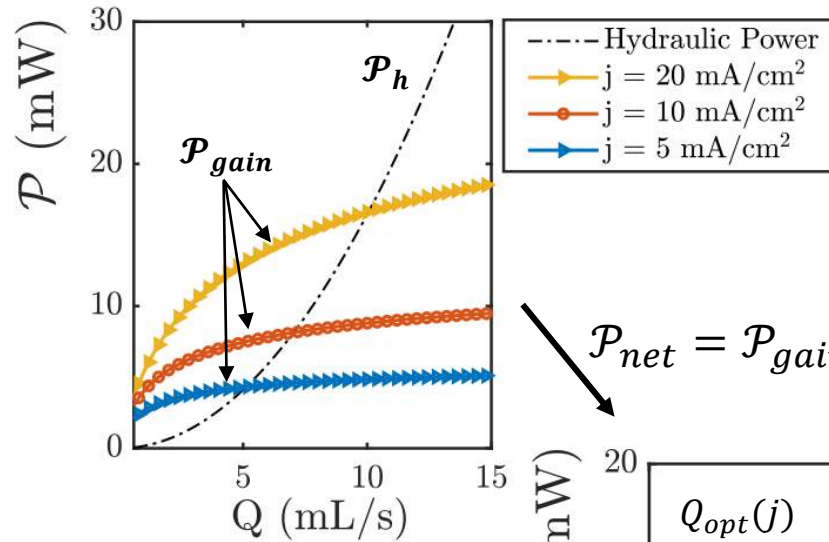 30
20
10
0
5
10
15
𝒫 (mW)
Q (mL/s)
𝒫_h
𝒫_gain
Hydraulic Power
j = 20 mA/cm²
j = 10 mA/cm²
j = 5 mA/cm²
𝒫_net = 𝒫_gai
mW)
20
Q_opt(j)